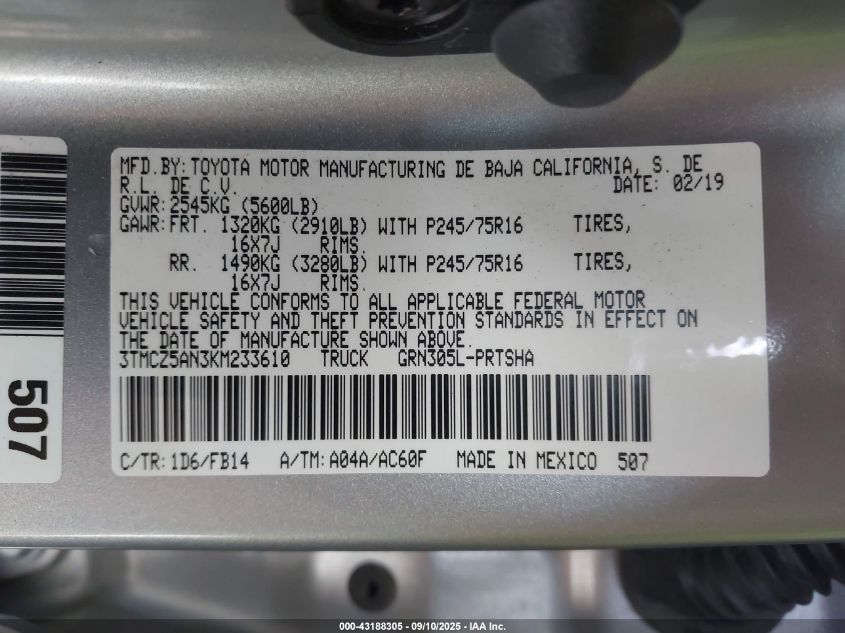 MFD.BY:TOYOTA MOTOR MANUFACTURING DE BAJA CALIFORNIA, S. DE
R.L. DE C.V. DATE: 02/19
GVWR:2545KG (5600LB)
GAWR:FRT. 1320KG (2910LB) WITH P245/75R16 TIRES,
16X7J RIMS.
RR. 1490KG (3280LB) WITH P245/75R16 TIRES,
16X7J RIMS.
THIS VEHICLE CONFORMS TO ALL APPLICABLE FEDERAL MOTOR
VEHICLE SAFETY AND THEFT PREVENTION STANDARDS IN EFFECT ON
THE DATE OF MANUFACTURE SHOWN ABOVE.
3TMCZ5AN3KM233610 TRUCK GRN305L-PRTSHA
C/TR:1D6/FB14 A/TM:A04A/AC60F MADE IN MEXICO 507
507
000-43188305 - 09/10/2025 - IAA Inc.